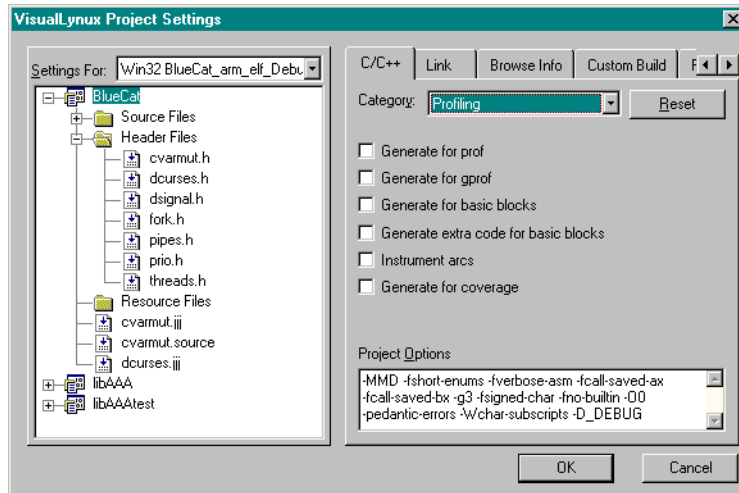 VisualLynux Project Settings
Settings For: Win32 BlueCat_arm_elf_Debu
BlueCat
Source Files
Header Files
cvarmut.h
dcurses.h
dsignal.h
fork.h
pipes.h
prio.h
threads.h
Resource Files
cvarmut.jjj
cvarmut.source
dcurses.jjj
libAAA
libAAAtest
C/C++ Link Browse Info Custom Build
Category: Profiling Reset
Generate for prof
Generate for gprof
Generate for basic blocks
Generate extra code for basic blocks
Instrument arcs
Generate for coverage
Project Options
-MMD -fshort-enums -fverbose-asm -fcall-saved-ax
-fcall-saved-bx -g3 -fsigned-char -fno-builtin -O0
-pedantic-errors -Wchar-subscripts -D_DEBUG
OK Cancel